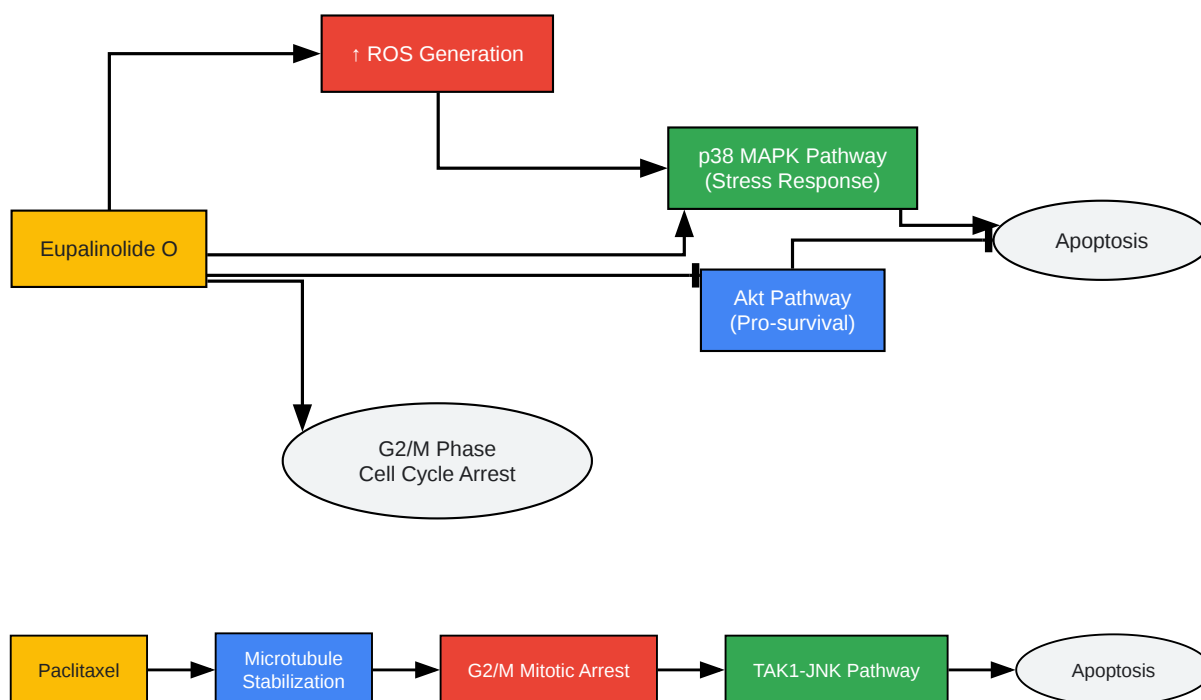 ↑ ROS Generation
p38 MAPK Pathway
(Stress Response)
Eupalinolide O
Apoptosis
Akt Pathway
(Pro-survival)
G2/M Phase
Cell Cycle Arrest
Paclitaxel
Microtubule
Stabilization
G2/M Mitotic Arrest
TAK1-JNK Pathway
Apoptosis